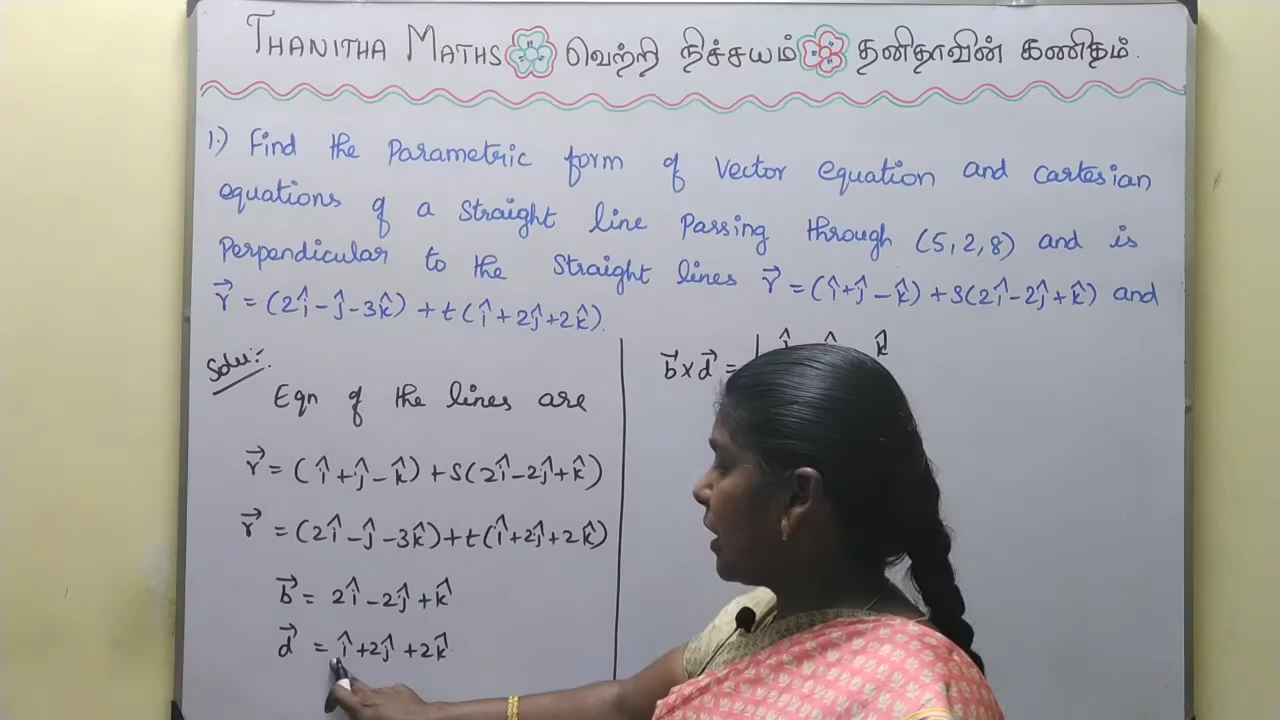 THANITHA MATHS வெற்றி நிச்சயம் தனிதாவின் கணிதம்.
1.) Find the Parametric form of Vector equation and cartesian
equations of a straight line Passing through (5,2,8) and is
Perpendicular to the straight lines r⃗ = (î+ĵ-k̂)+s(2î-2ĵ+k̂) and
r⃗ = (2î-ĵ-3k̂)+t(î+2ĵ+2k̂).
Solu:-
Eqn of the lines are
r⃗ = (î+ĵ-k̂)+s(2î-2ĵ+k̂)
r⃗ = (2î-ĵ-3k̂)+t(î+2ĵ+2k̂)
b⃗ = 2î-2ĵ+k̂
d⃗ = î+2ĵ+2k̂
b⃗ x d⃗ = | î ĵ k̂